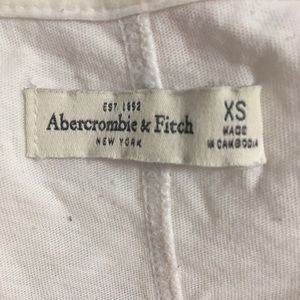 EST 1892
Abercrombie & Fitch
NEW YORK
XS
MADE
IN CAMBODIA